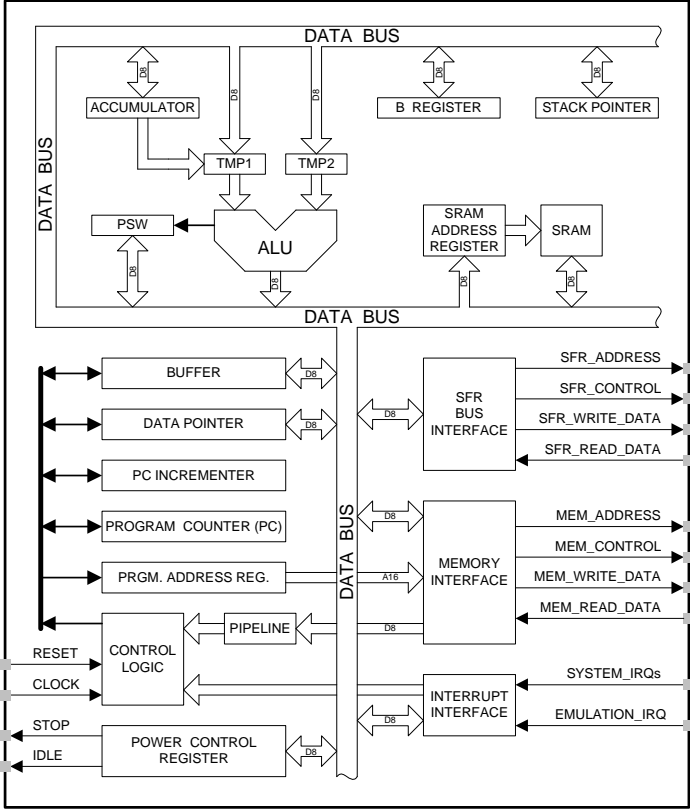 DATA BUS
D8
D8
D8
D8
D8
ACCUMULATOR
B REGISTER
STACK POINTER
DATA BUS
TMP1
TMP2
PSW
ALU
SRAM
ADDRESS
REGISTER
SRAM
D8
D8
D8
D8
DATA BUS
BUFFER
D8
SFR_ADDRESS
SFR_CONTROL
SFR_WRITE_DATA
SFR_READ_DATA
SFR
BUS
INTERFACE
D8
DATA POINTER
D8
PC INCREMENTER
PROGRAM COUNTER (PC)
DATA BUS
D8
PRGM. ADDRESS REG.
A16
MEMORY
INTERFACE
MEM_ADDRESS
MEM_CONTROL
MEM_WRITE_DATA
MEM_READ_DATA
PIPELINE
D8
CONTROL
LOGIC
RESET
CLOCK
INTERRUPT
INTERFACE
SYSTEM_IRQs
EMULATION_IRQ
D8
STOP
IDLE
POWER CONTROL
REGISTER
D8